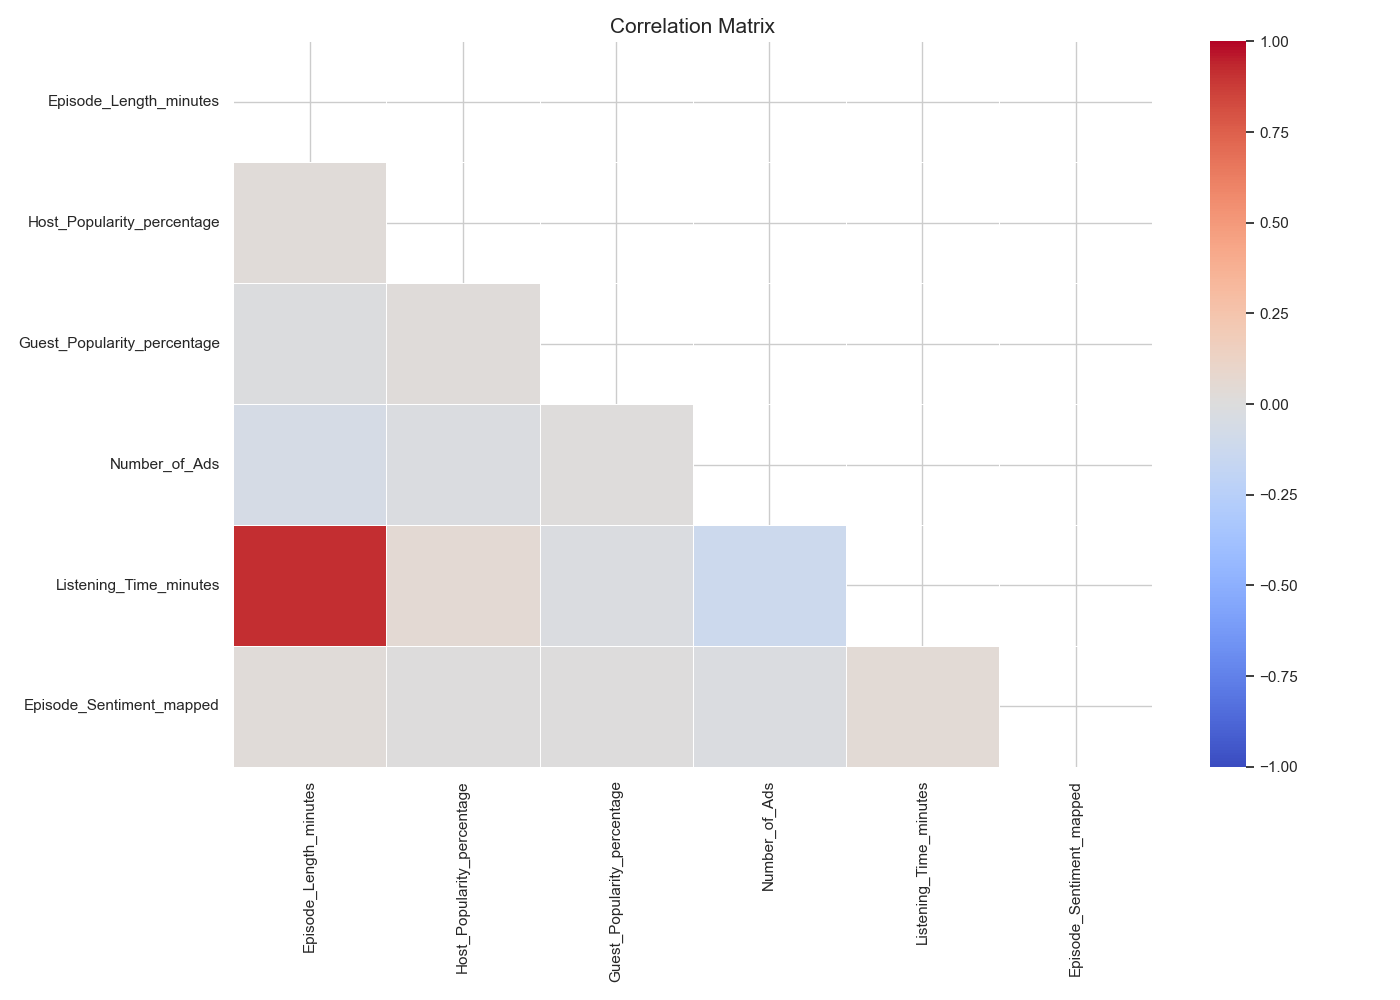 Correlation Matrix
Episode_Length_minutes
Host_Popularity_percentage
Guest_Popularity_percentage
Number_of_Ads
Listening_Time_minutes
Episode_Sentiment_mapped
Episode_Length_minutes
Host_Popularity_percentage
Guest_Popularity_percentage
Number_of_Ads
Listening_Time_minutes
Episode_Sentiment_mapped
1.00
0.75
0.50
0.25
0.00
−0.25
−0.50
−0.75
−1.00